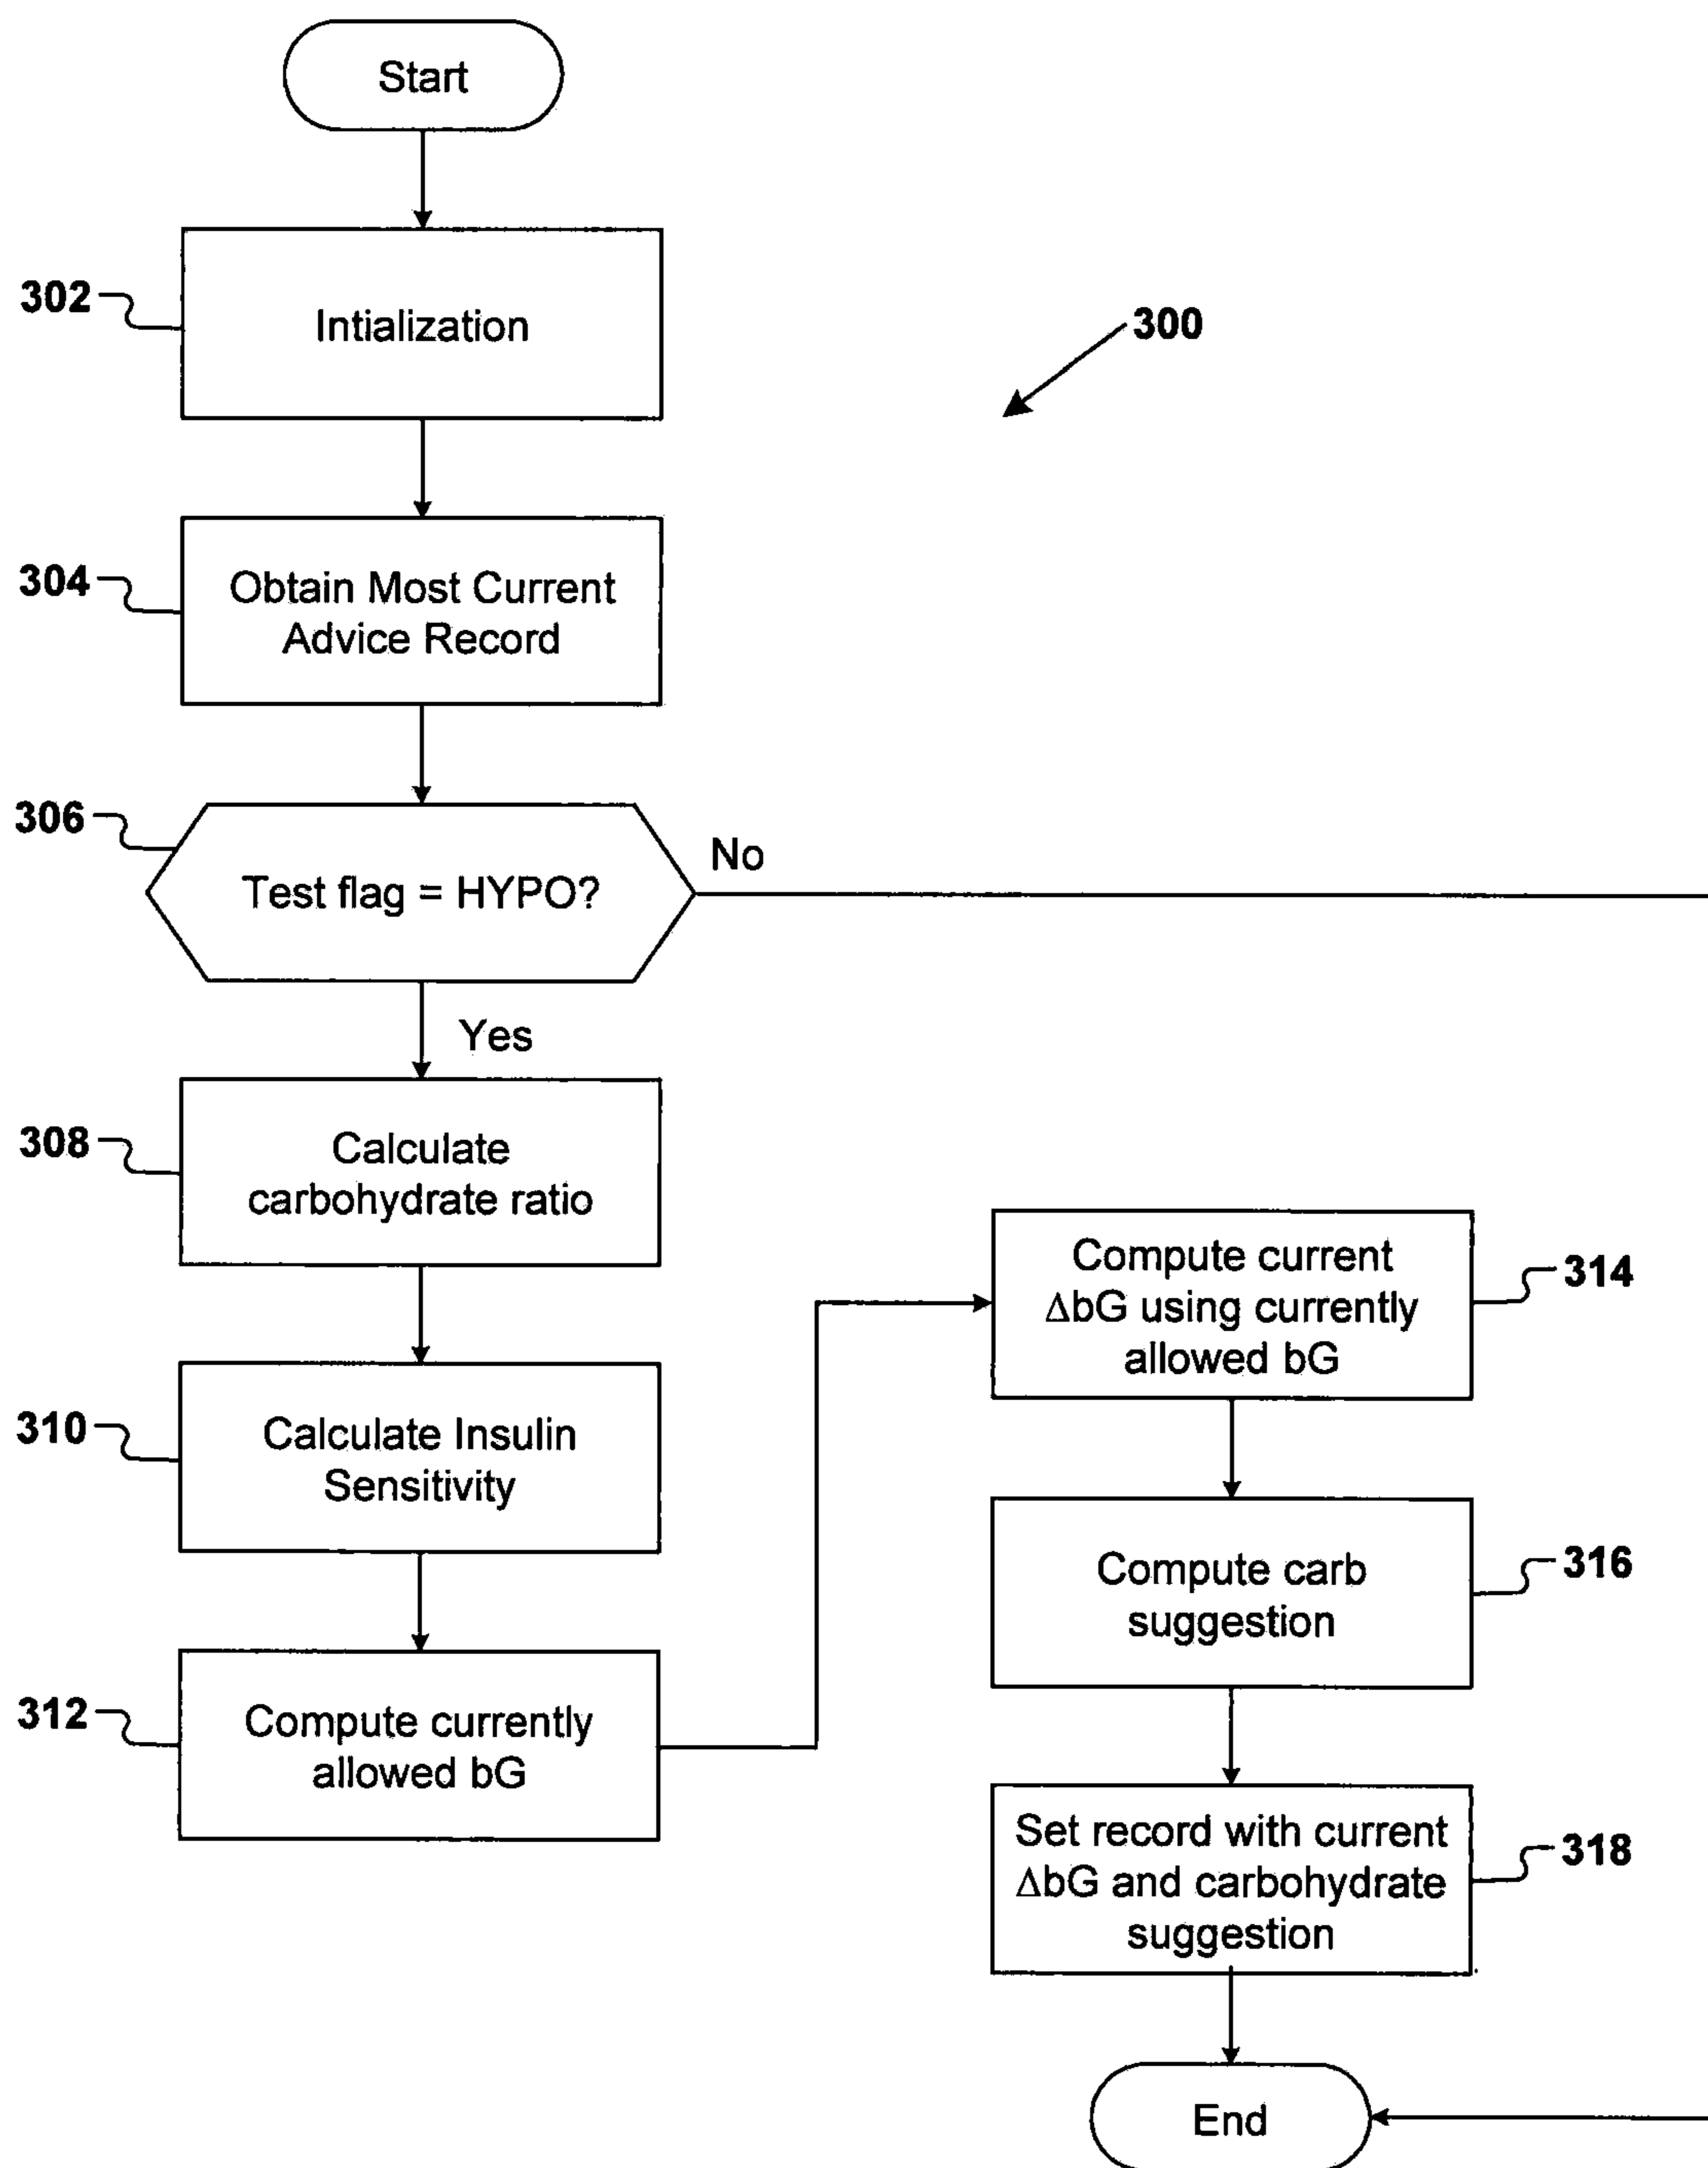 Start
302
Intialization
300
304
Obtain Most Current
Advice Record
306
Test flag = HYPO?
No
Yes
308
Calculate
carbohydrate ratio
310
Calculate Insulin
Sensitivity
312
Compute currently
allowed bG
Compute current
ΔbG using currently
allowed bG
314
Compute carb
suggestion
316
Set record with current
ΔbG and carbohydrate
suggestion
318
End